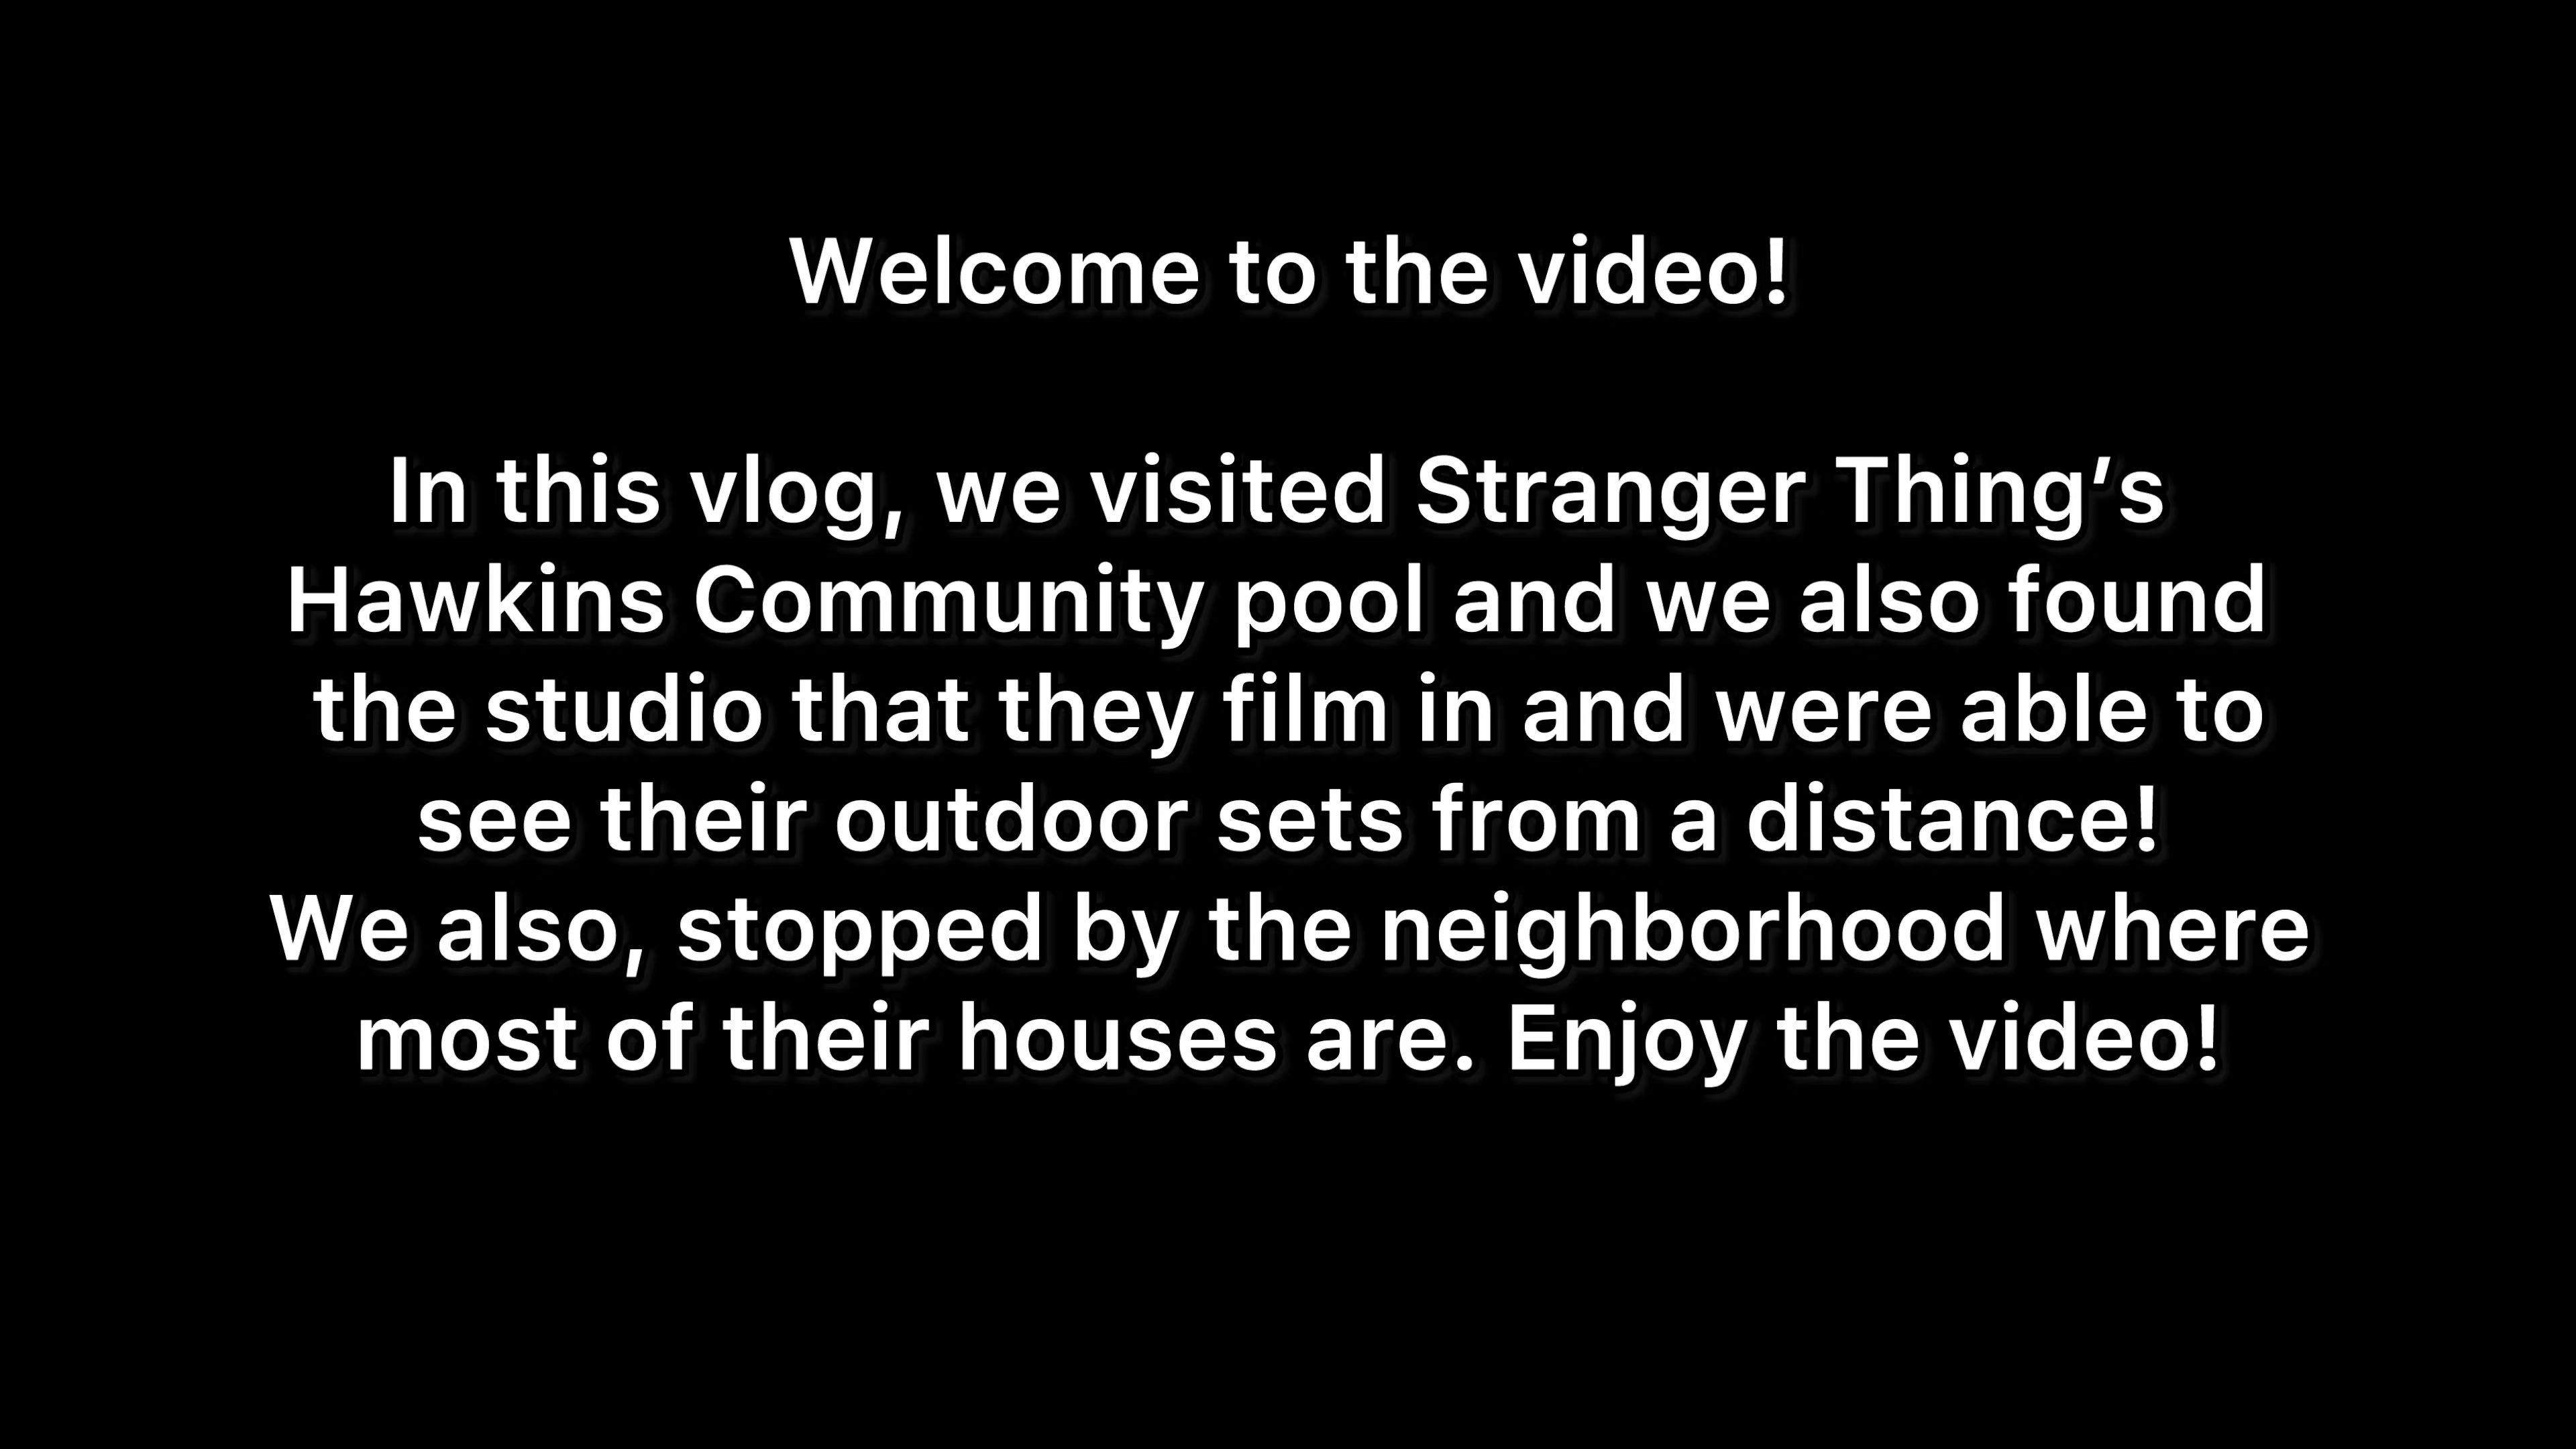 Welcome to the video!
In this vlog, we visited Stranger Thing’s
Hawkins Community pool and we also found
the studio that they film in and were able to
see their outdoor sets from a distance!
We also, stopped by the neighborhood where
most of their houses are. Enjoy the video!